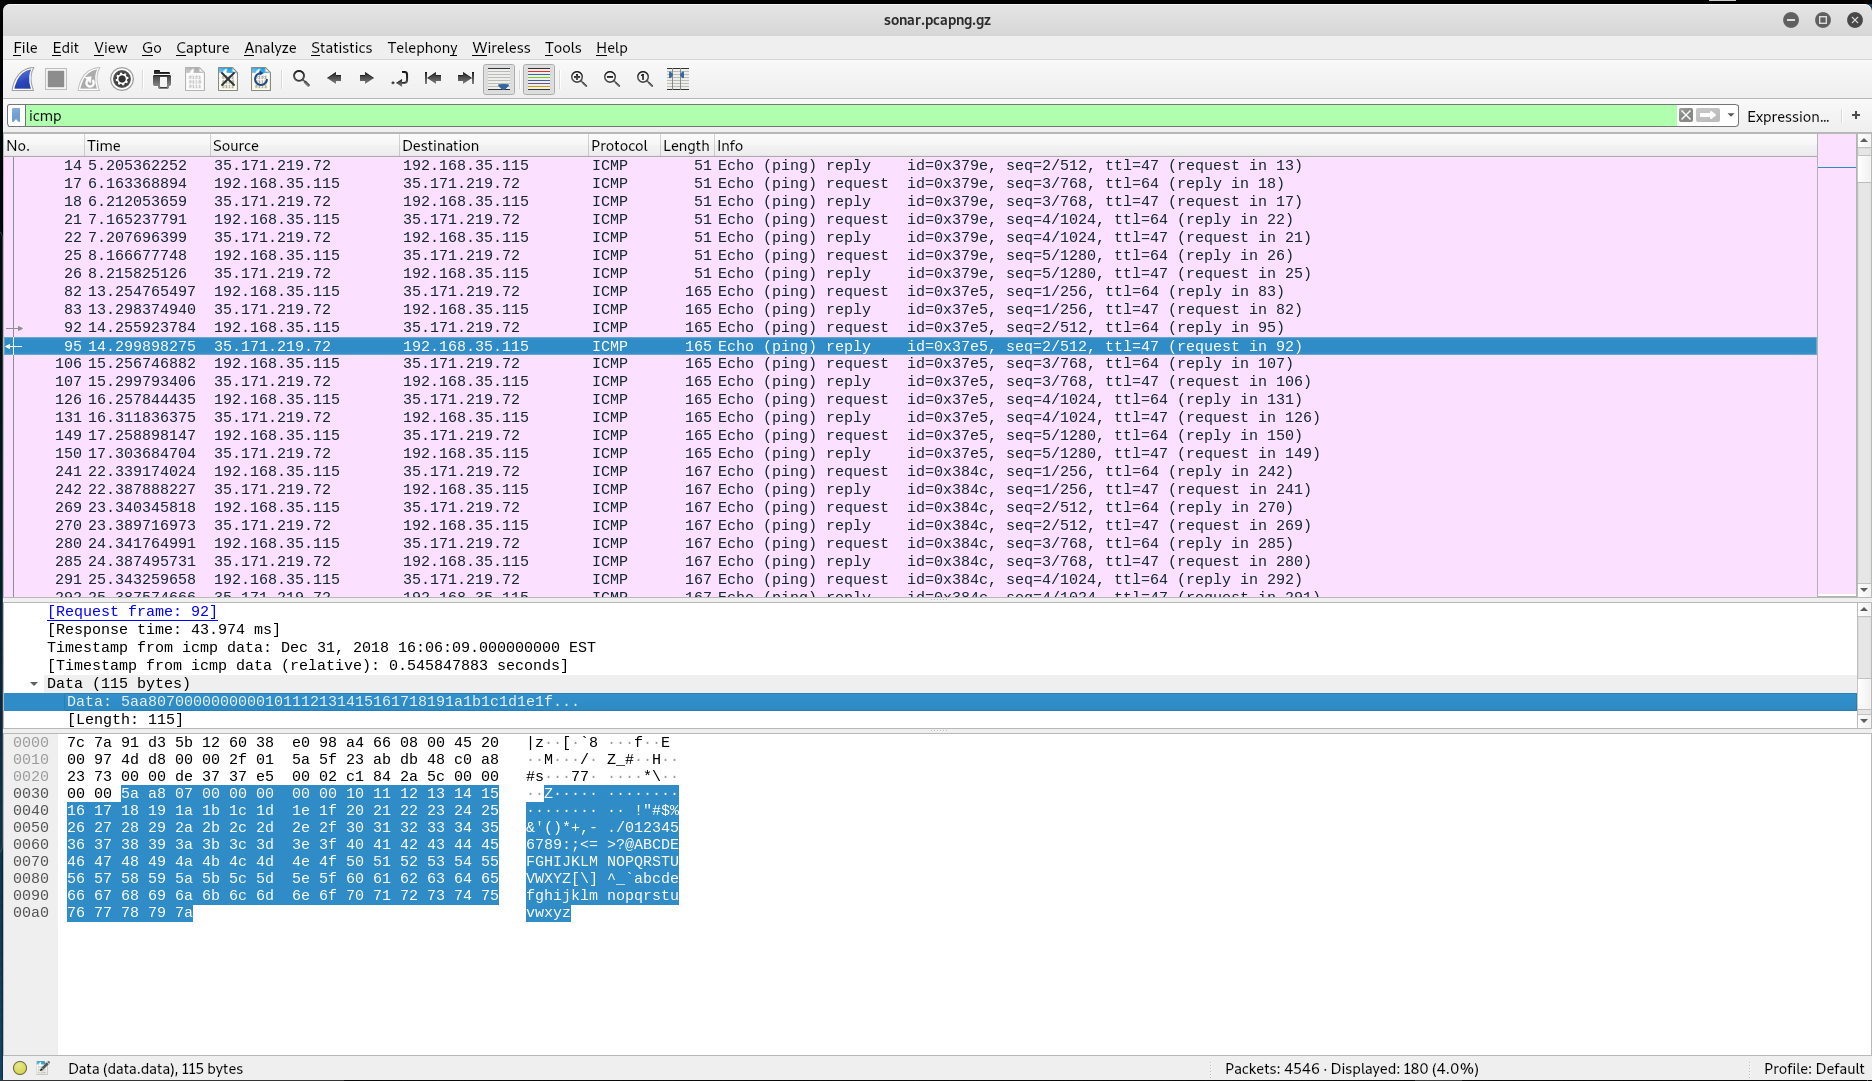 sonar.pcapng.gz
File Edit View Go Capture Analyze Statistics Telephony Wireless Tools Help
icmp
Expression... +
No. Time Source Destination Protocol Length Info
14 5.205362252 35.171.219.72 192.168.35.115 ICMP 51 Echo (ping) reply id=0x379e, seq=2/512, ttl=47 (request in 13)
17 6.163368894 192.168.35.115 35.171.219.72 ICMP 51 Echo (ping) request id=0x379e, seq=3/768, ttl=64 (reply in 18)
18 6.212053659 35.171.219.72 192.168.35.115 ICMP 51 Echo (ping) reply id=0x379e, seq=3/768, ttl=47 (request in 17)
21 7.165237791 192.168.35.115 35.171.219.72 ICMP 51 Echo (ping) request id=0x379e, seq=4/1024, ttl=64 (reply in 22)
22 7.207696399 35.171.219.72 192.168.35.115 ICMP 51 Echo (ping) reply id=0x379e, seq=4/1024, ttl=47 (request in 21)
25 8.166677748 192.168.35.115 35.171.219.72 ICMP 51 Echo (ping) request id=0x379e, seq=5/1280, ttl=64 (reply in 26)
26 8.215825126 35.171.219.72 192.168.35.115 ICMP 51 Echo (ping) reply id=0x379e, seq=5/1280, ttl=47 (request in 25)
82 13.254765497 192.168.35.115 35.171.219.72 ICMP 165 Echo (ping) request id=0x37e5, seq=1/256, ttl=64 (reply in 83)
83 13.298374940 35.171.219.72 192.168.35.115 ICMP 165 Echo (ping) reply id=0x37e5, seq=1/256, ttl=47 (request in 82)
92 14.255923784 192.168.35.115 35.171.219.72 ICMP 165 Echo (ping) request id=0x37e5, seq=2/512, ttl=64 (reply in 95)
95 14.299898275 35.171.219.72 192.168.35.115 ICMP 165 Echo (ping) reply id=0x37e5, seq=2/512, ttl=47 (request in 92)
106 15.256746882 192.168.35.115 35.171.219.72 ICMP 165 Echo (ping) request id=0x37e5, seq=3/768, ttl=64 (reply in 107)
107 15.299793406 35.171.219.72 192.168.35.115 ICMP 165 Echo (ping) reply id=0x37e5, seq=3/768, ttl=47 (request in 106)
126 16.257844435 192.168.35.115 35.171.219.72 ICMP 165 Echo (ping) request id=0x37e5, seq=4/1024, ttl=64 (reply in 131)
131 16.311836375 35.171.219.72 192.168.35.115 ICMP 165 Echo (ping) reply id=0x37e5, seq=4/1024, ttl=47 (request in 126)
149 17.258898147 192.168.35.115 35.171.219.72 ICMP 165 Echo (ping) request id=0x37e5, seq=5/1280, ttl=64 (reply in 150)
150 17.303684704 35.171.219.72 192.168.35.115 ICMP 165 Echo (ping) reply id=0x37e5, seq=5/1280, ttl=47 (request in 149)
241 22.339174024 192.168.35.115 35.171.219.72 ICMP 167 Echo (ping) request id=0x384c, seq=1/256, ttl=64 (reply in 242)
242 22.387888227 35.171.219.72 192.168.35.115 ICMP 167 Echo (ping) reply id=0x384c, seq=1/256, ttl=47 (request in 241)
269 23.340345818 192.168.35.115 35.171.219.72 ICMP 167 Echo (ping) request id=0x384c, seq=2/512, ttl=64 (reply in 270)
270 23.389716973 35.171.219.72 192.168.35.115 ICMP 167 Echo (ping) reply id=0x384c, seq=2/512, ttl=47 (request in 269)
280 24.341764991 192.168.35.115 35.171.219.72 ICMP 167 Echo (ping) request id=0x384c, seq=3/768, ttl=64 (reply in 285)
285 24.387495731 35.171.219.72 192.168.35.115 ICMP 167 Echo (ping) reply id=0x384c, seq=3/768, ttl=47 (request in 280)
291 25.343259658 192.168.35.115 35.171.219.72 ICMP 167 Echo (ping) request id=0x384c, seq=4/1024, ttl=64 (reply in 292)
292 25.387574666 35.171.219.72 192.168.35.115 ICMP 167 Echo (ping) reply id=0x384c, seq=4/1024, ttl=47 (request in 291)
[Request frame: 92]
[Response time: 43.974 ms]
Timestamp from icmp data: Dec 31, 2018 16:06:09.000000000 EST
[Timestamp from icmp data (relative): 0.545847883 seconds]
Data (115 bytes)
Data: 5aa8070000000000101112131415161718191a1b1c1d1e1f...
[Length: 115]
0000 7c 7a 91 d3 5b 12 60 38 e0 98 a4 66 08 00 45 20 |z··[·`8 ···f··E
0010 00 97 4d d8 00 00 2f 01 5a 5f 23 ab db 48 c0 a8 ··M···/· Z_#··H··
0020 23 73 00 00 de 37 37 e5 00 02 c1 84 2a 5c 00 00 #s···77· ····*\··
0030 00 00 5a a8 07 00 00 00 00 00 10 11 12 13 14 15 ··Z····· ········
0040 16 17 18 19 1a 1b 1c 1d 1e 1f 20 21 22 23 24 25 ········ ·· !"#$%
0050 26 27 28 29 2a 2b 2c 2d 2e 2f 30 31 32 33 34 35 &'()*+,- ./012345
0060 36 37 38 39 3a 3b 3c 3d 3e 3f 40 41 42 43 44 45 6789:;<= >?@ABCDE
0070 46 47 48 49 4a 4b 4c 4d 4e 4f 50 51 52 53 54 55 FGHIJKLM NOPQRSTU
0080 56 57 58 59 5a 5b 5c 5d 5e 5f 60 61 62 63 64 65 VWXYZ[\] ^_`abcde
0090 66 67 68 69 6a 6b 6c 6d 6e 6f 70 71 72 73 74 75 fghijklm nopqrstu
00a0 76 77 78 79 7a vwxyz
Data (data.data), 115 bytes Packets: 4546 · Displayed: 180 (4.0%) Profile: Default